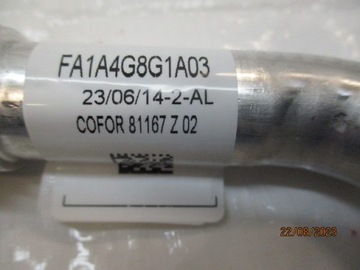 FA1A4G8G1A03
23/06/14-2-AL
COFOR 81167 Z 02
22/08/2023